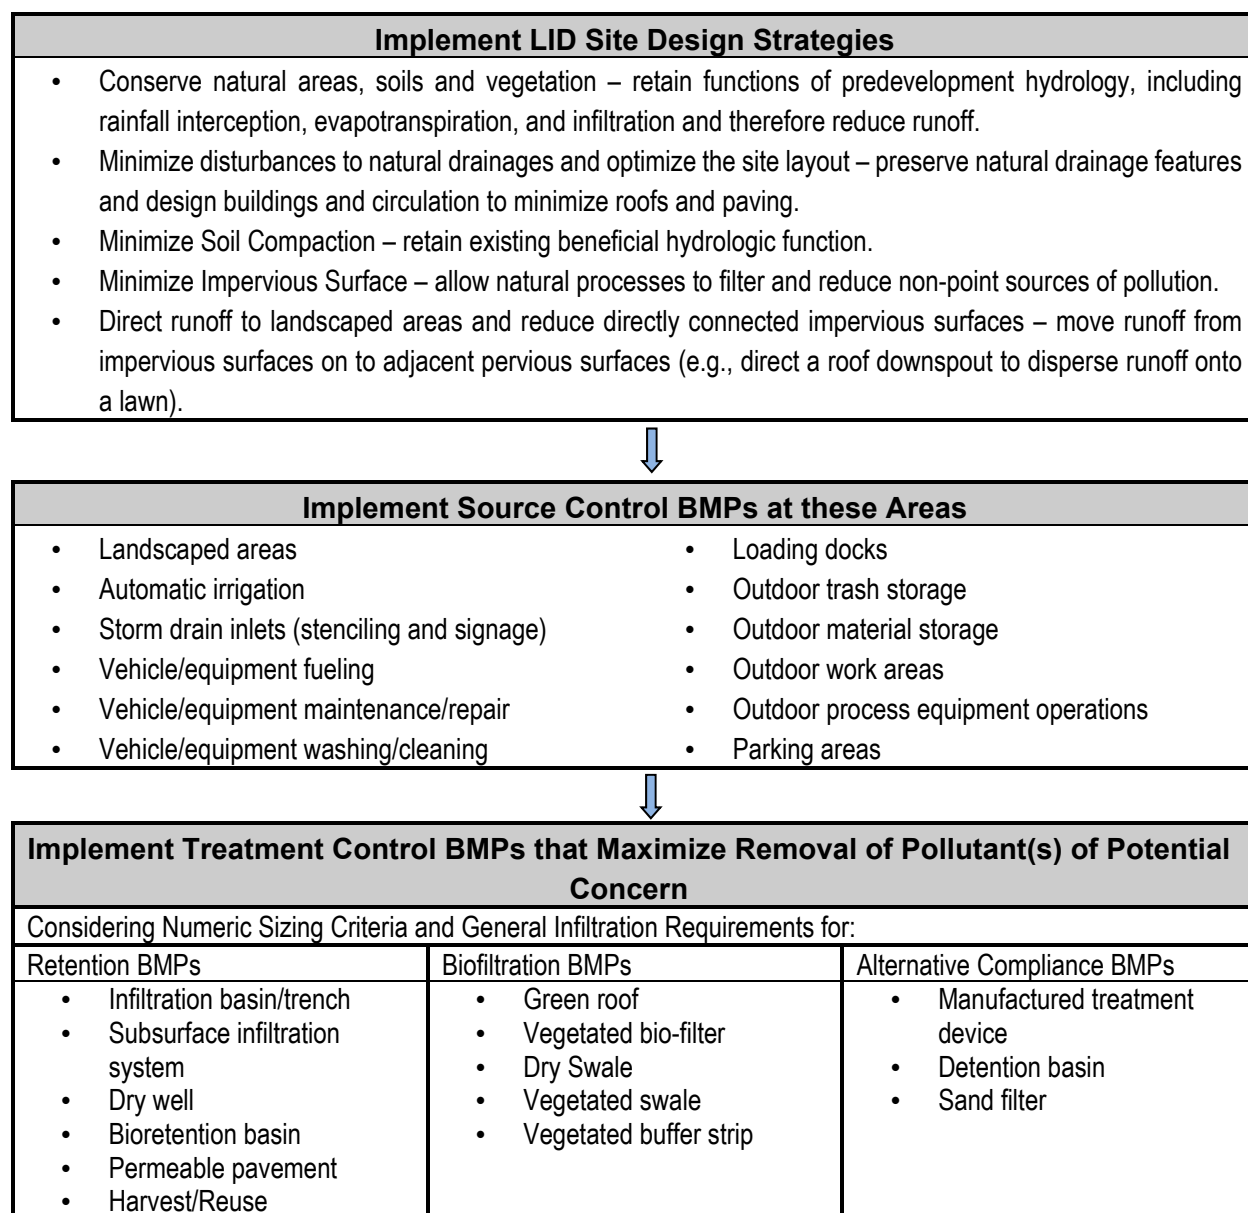 Implement LID Site Design Strategies
• Conserve natural areas, soils and vegetation – retain functions of predevelopment hydrology, including
rainfall interception, evapotranspiration, and infiltration and therefore reduce runoff.
• Minimize disturbances to natural drainages and optimize the site layout – preserve natural drainage features
and design buildings and circulation to minimize roofs and paving.
• Minimize Soil Compaction – retain existing beneficial hydrologic function.
• Minimize Impervious Surface – allow natural processes to filter and reduce non-point sources of pollution.
• Direct runoff to landscaped areas and reduce directly connected impervious surfaces – move runoff from
impervious surfaces on to adjacent pervious surfaces (e.g., direct a roof downspout to disperse runoff onto
a lawn).
Implement Source Control BMPs at these Areas
• Landscaped areas
• Automatic irrigation
• Storm drain inlets (stenciling and signage)
• Vehicle/equipment fueling
• Vehicle/equipment maintenance/repair
• Vehicle/equipment washing/cleaning
• Loading docks
• Outdoor trash storage
• Outdoor material storage
• Outdoor work areas
• Outdoor process equipment operations
• Parking areas
Implement Treatment Control BMPs that Maximize Removal of Pollutant(s) of Potential
Concern
Considering Numeric Sizing Criteria and General Infiltration Requirements for:
Retention BMPs
• Infiltration basin/trench
• Subsurface infiltration
system
• Dry well
• Bioretention basin
• Permeable pavement
• Harvest/Reuse
Biofiltration BMPs
• Green roof
• Vegetated bio-filter
• Dry Swale
• Vegetated swale
• Vegetated buffer strip
Alternative Compliance BMPs
• Manufactured treatment
device
• Detention basin
• Sand filter